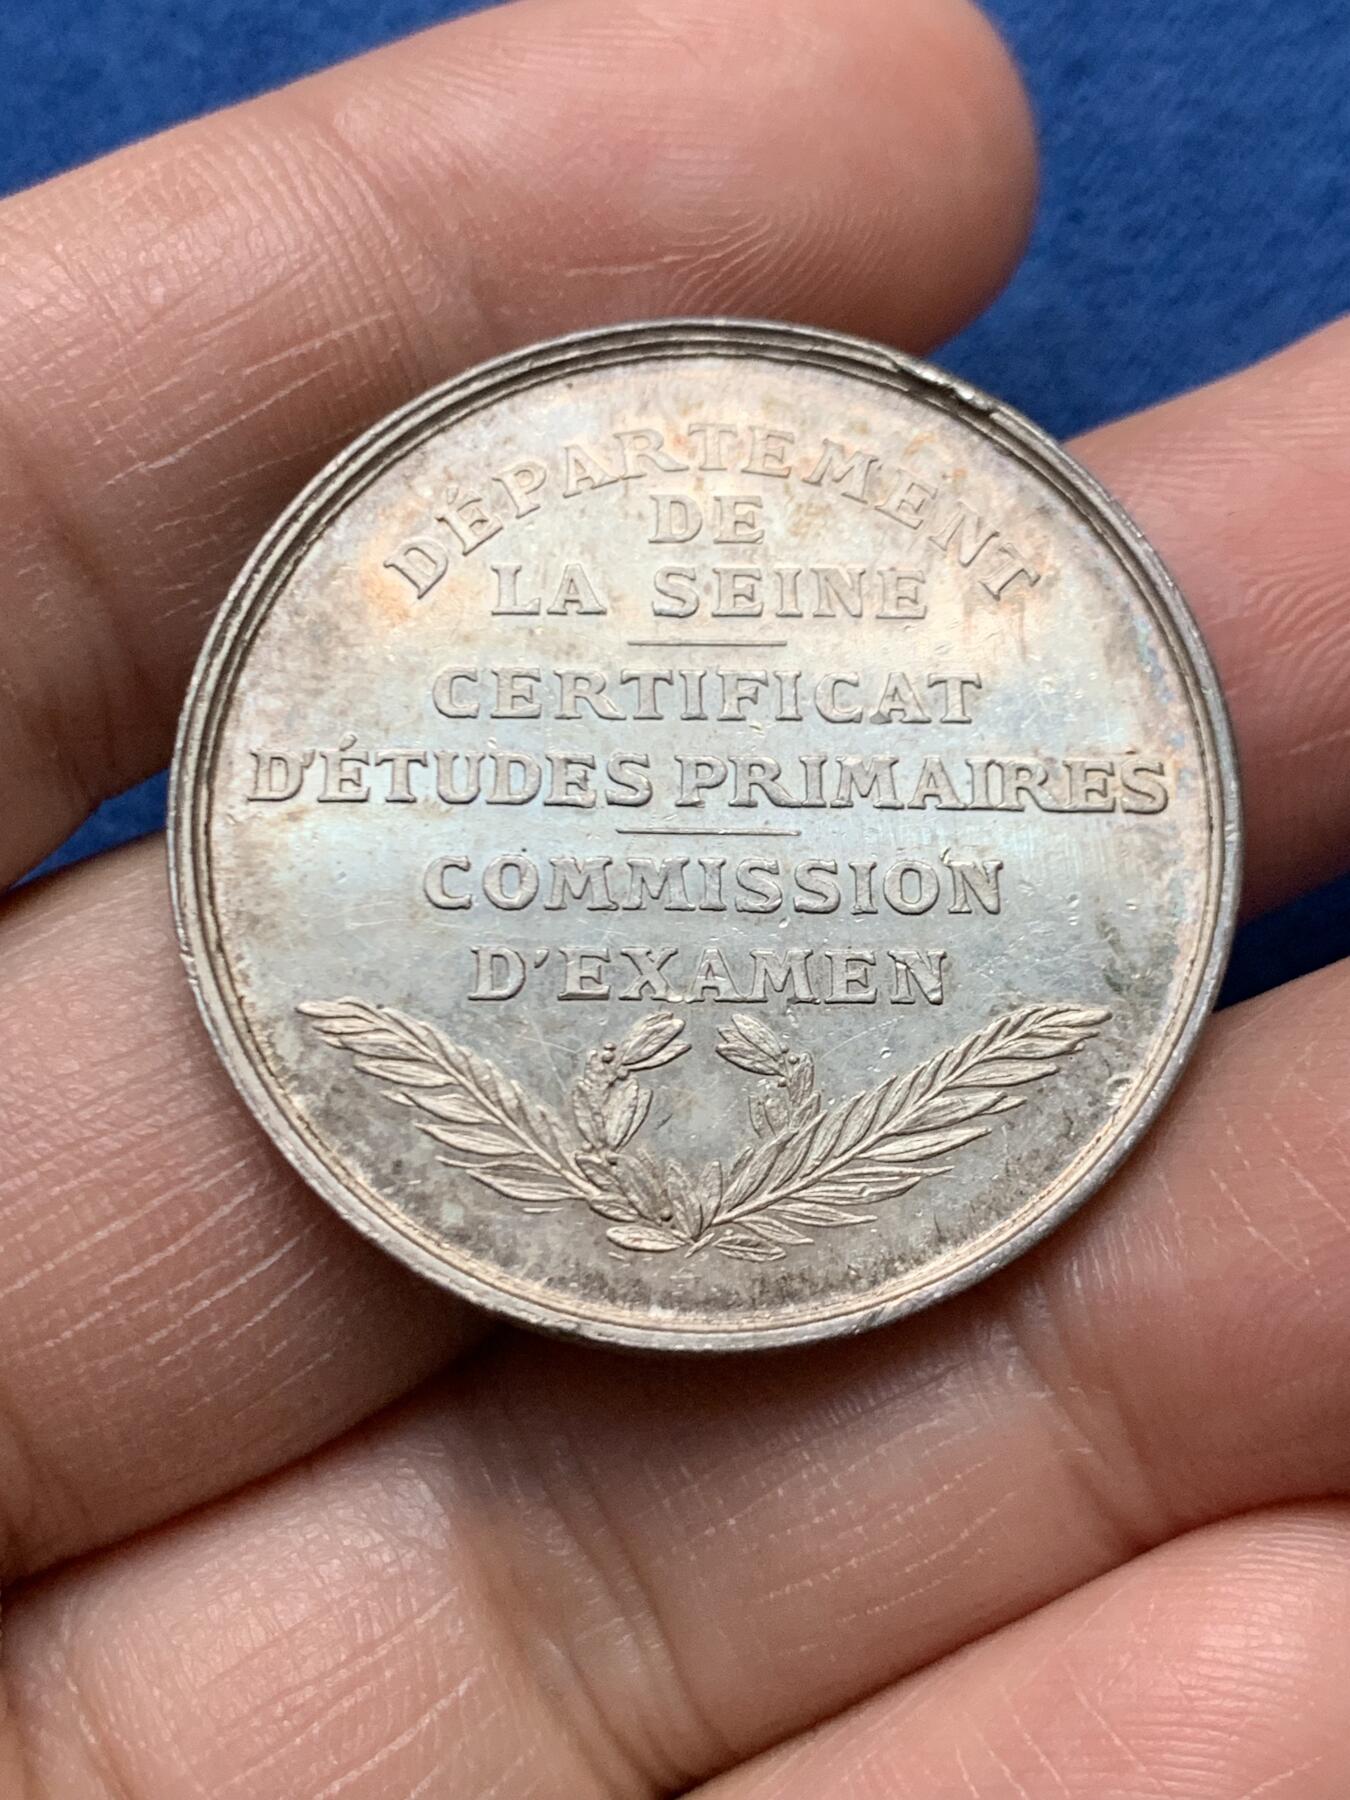 DÉPARTEMENT
DE
LA SEINE
CERTIFICAT
D'ÉTUDES PRIMAIRES
COMMISSION
D'EXAMEN